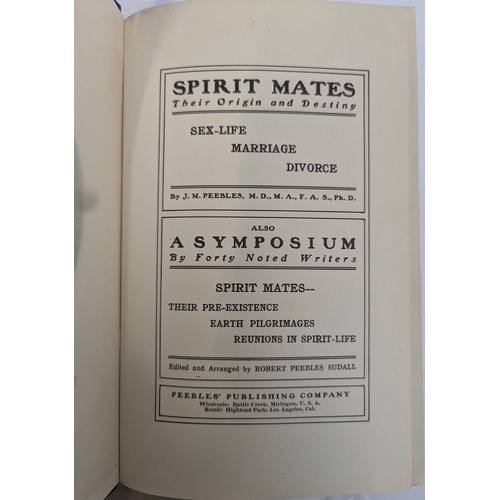 SPIRIT MATES
Their Origin and Destiny
SEX-LIFE
MARRIAGE
DIVORCE
By J. M. PEEBLES, M. D., M. A., F. A. S., Ph. D.
ALSO
A SYMPOSIUM
By Forty Noted Writers
SPIRIT MATES--
THEIR PRE-EXISTENCE
EARTH PILGRIMAGES
REUNIONS IN SPIRIT-LIFE
Edited and Arranged by ROBERT PEEBLES SUDALL
PEEBLES' PUBLISHING COMPANY
Wholesale: Battle Creek, Michigan, U. S. A.
Retail: Highland Park, Los Angeles, Cal.